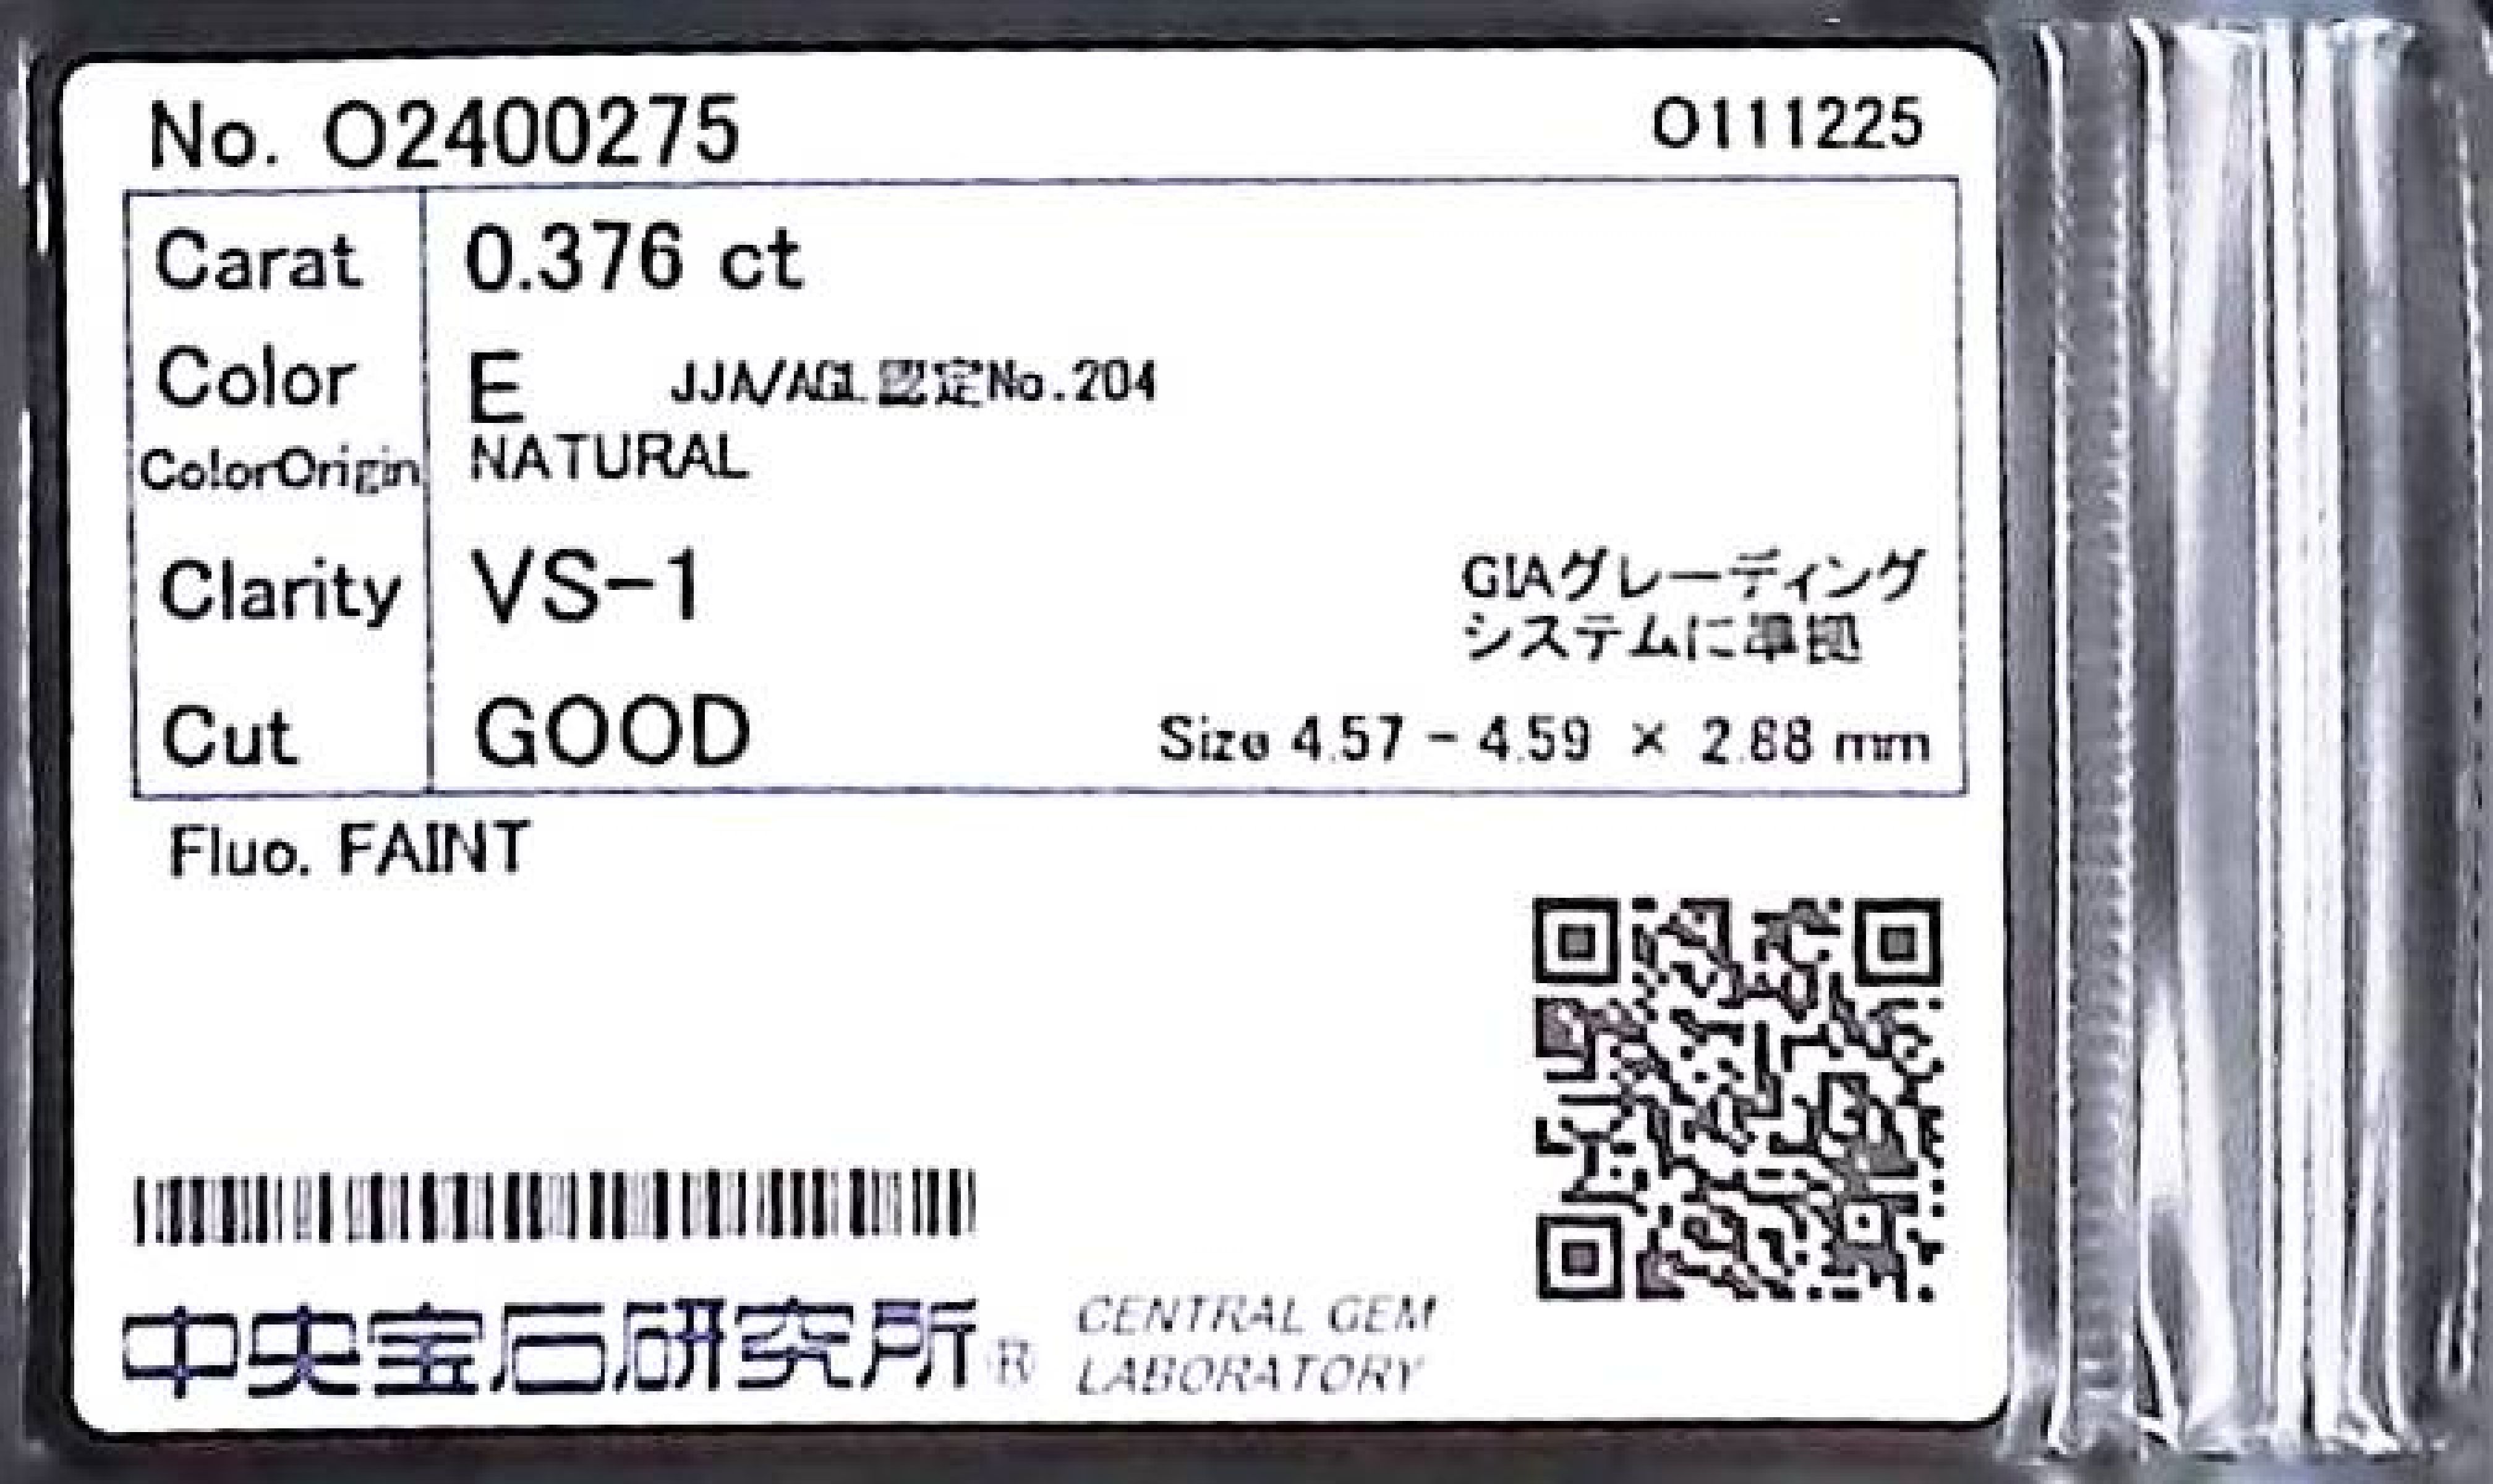 No. O2400275
O111225
Carat 0.376 ct
Color E JJA/AGL認定No.204
ColorOrigin NATURAL
Clarity VS-1
GIAグレーディング
システムに準拠
Cut GOOD
Size 4.57 - 4.59 × 2.88 mm
Fluo. FAINT
中央宝石研究所® CENTRAL GEM
LABORATORY